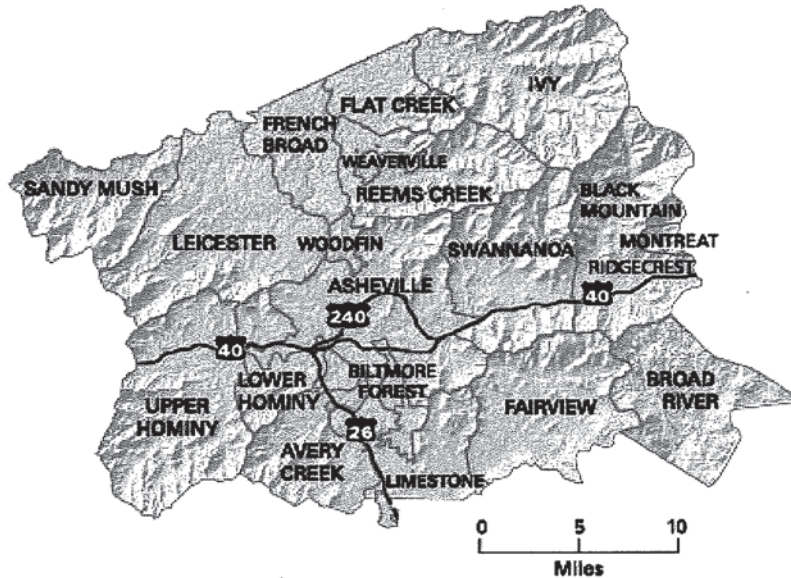 IVY
FLAT CREEK
FRENCH
BROAD
WEAVERVILLE
SANDY MUSH
REEMS CREEK
BLACK
MOUNTAIN
LEICESTER
WOODFIN
SWANNANOA
MONTREAT
RIDGECREST
ASHEVILLE
40
240
40
LOWER
HOMINY
BILTMORE
FOREST
BROAD
RIVER
UPPER
HOMINY
FAIRVIEW
26
AVERY
CREEK
LIMESTONE
0 5 10
Miles